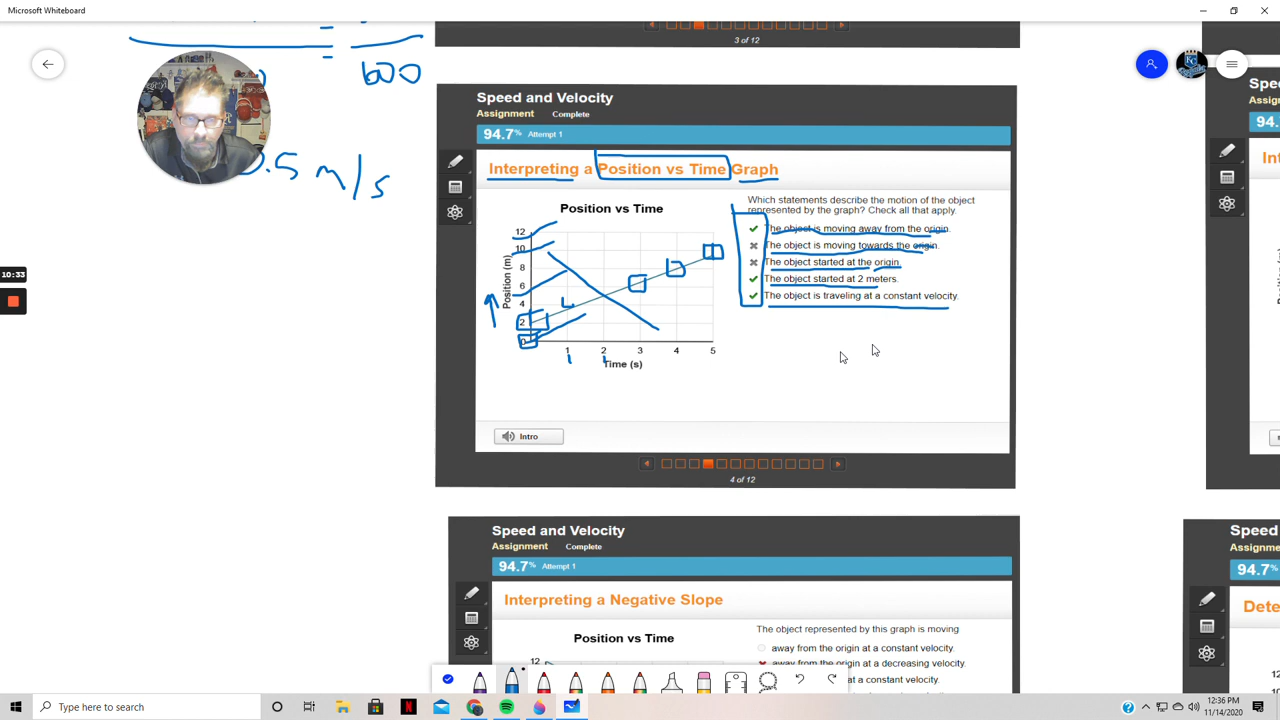 Microsoft Whiteboard
=
=
600
0.5 m/s
3 of 12
Speed and Velocity
Assignment Complete
94.7% Attempt 1
Interpreting a Position vs Time Graph
Position vs Time
12
10
8
6
4
2
0
Position (m)
1 2 3 4 5
Time (s)
Which statements describe the motion of the object
represented by the graph? Check all that apply.
The object is moving away from the origin.
The object is moving towards the origin.
The object started at the origin.
The object started at 2 meters.
The object is traveling at a constant velocity.
Intro
4 of 12
10:33
Speed and Velocity
Assignment Complete
94.7% Attempt 1
Interpreting a Negative Slope
Position vs Time
12
The object represented by this graph is moving
away from the origin at a constant velocity.
away from the origin at a decreasing velocity.
at a constant velocity.
Spee
Assign
94.
Int
Speed
Assignme
94.7%
Dete
12
10
KC
Type here to search
12:36 PM
11/14/2020